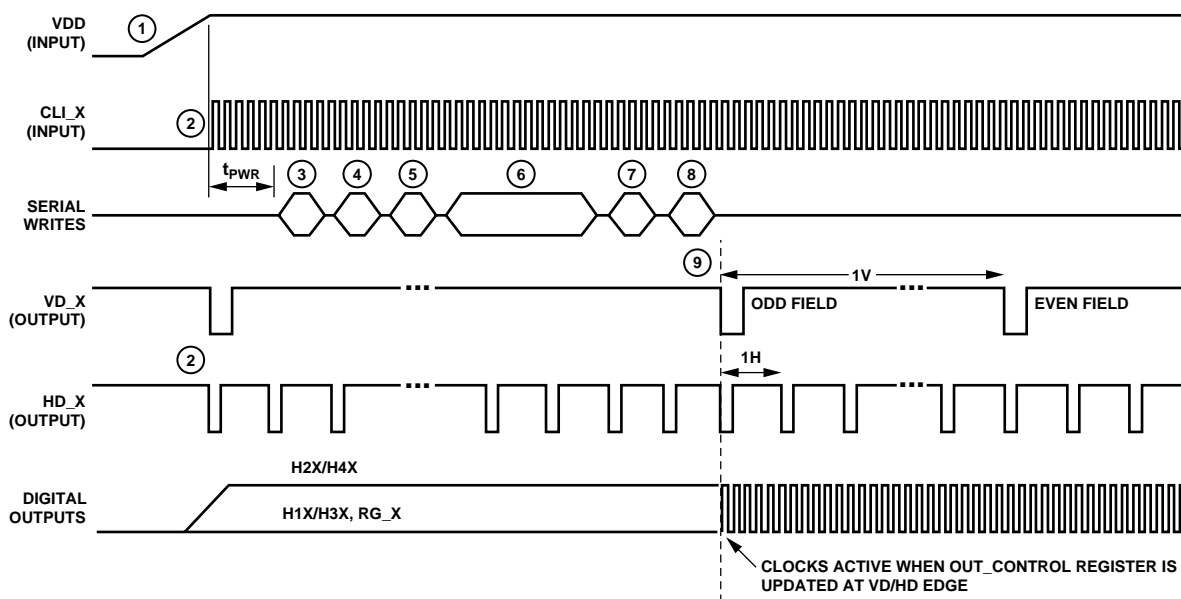 VDD
(INPUT)
1
CLI_X
(INPUT)
2
tPWR
3
4
5
6
7
8
SERIAL
WRITES
9
1V
VD_X
(OUTPUT)
ODD FIELD
EVEN FIELD
2
1H
HD_X
(OUTPUT)
H2X/H4X
DIGITAL
OUTPUTS
H1X/H3X, RG_X
CLOCKS ACTIVE WHEN OUT_CONTROL REGISTER IS
UPDATED AT VD/HD EDGE